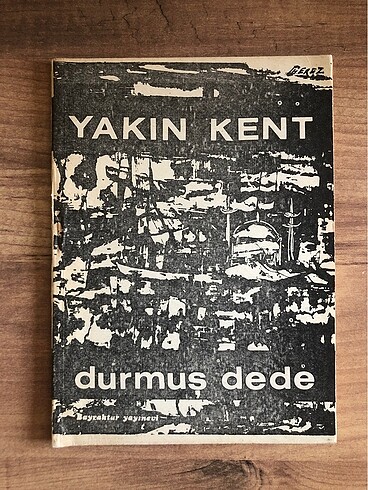 YAKIN KENT
durmuş dede
Bayraktar yayınevi